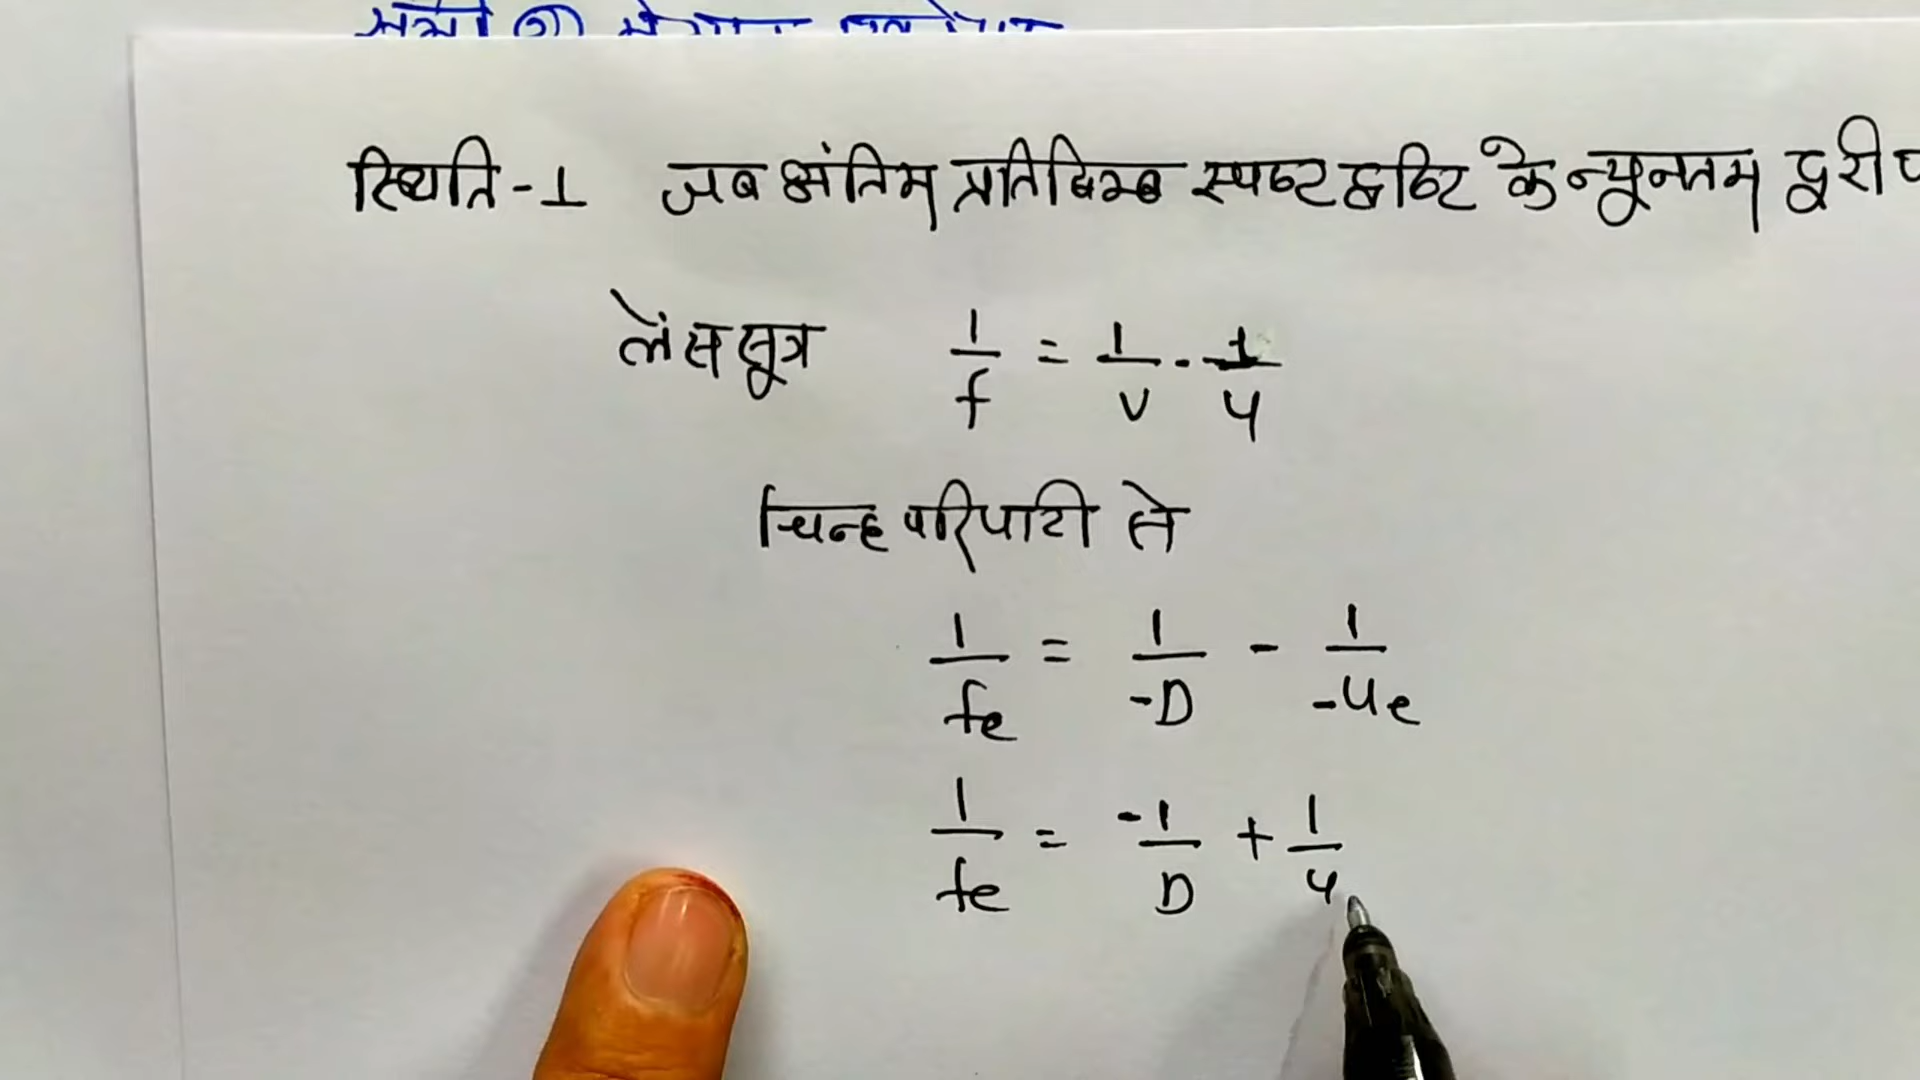 स्थिति-1 जब अंतिम प्रतिबिम्ब स्पष्ट दृष्टि के न्यूनतम दूरी प
लेंस सूत्र 1/f = 1/v - 1/u
चिन्ह परिपाटी से
1/fe = 1/-D - 1/-ue
1/fe = -1/D + 1/u